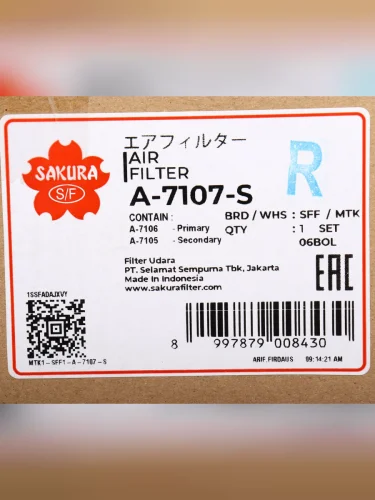 エアフィルター
AIR
FILTER
R
SAKURA
S/F
A-7107-S
CONTAIN :
BRD / WHS : SFF / MTK
A-7106 - Primary
QTY : 1 SET
A-7105 - Secondary
06BOL
Filter Udara
PT. Selamat Sempurna Tbk, Jakarta
Made In Indonesia
www.sakurafilter.com
EAC
1SSFADAJXVY
8 997879 008430
MTK1-SFF1-A-7107-S
ARIF.FIRDAUS 09:14:21 AM